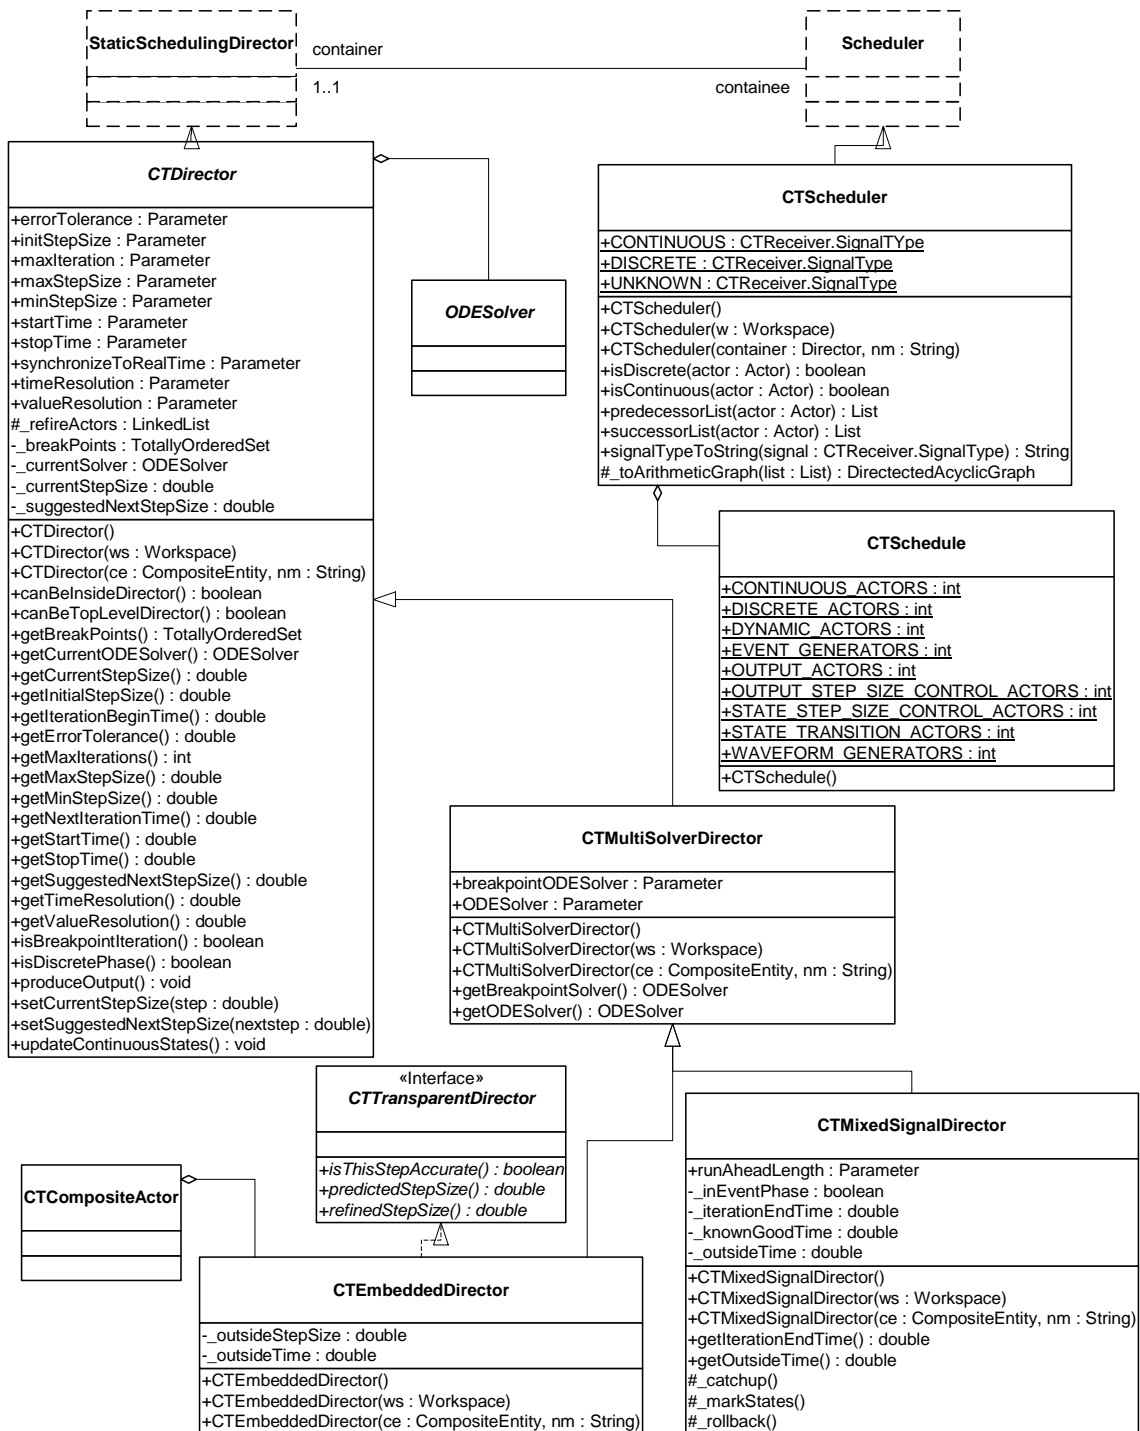 StaticSchedulingDirector
container
1..1
containee
Scheduler
CTDirector
+errorTolerance : Parameter
+initStepSize : Parameter
+maxIteration : Parameter
+maxStepSize : Parameter
+minStepSize : Parameter
+startTime : Parameter
+stopTime : Parameter
+synchronizeToRealTime : Parameter
+timeResolution : Parameter
+valueResolution : Parameter
#_refireActors : LinkedList
-_breakPoints : TotallyOrderedSet
-_currentSolver : ODESolver
-_currentStepSize : double
-_suggestedNextStepSize : double
+CTDirector()
+CTDirector(ws : Workspace)
+CTDirector(ce : CompositeEntity, nm : String)
+canBeInsideDirector() : boolean
+canBeTopLevelDirector() : boolean
+getBreakPoints() : TotallyOrderedSet
+getCurrentODESolver() : ODESolver
+getCurrentStepSize() : double
+getInitialStepSize() : double
+getIterationBeginTime() : double
+getErrorTolerance() : double
+getMaxIterations() : int
+getMaxStepSize() : double
+getMinStepSize() : double
+getNextIterationTime() : double
+getStartTime() : double
+getStopTime() : double
+getSuggestedNextStepSize() : double
+getTimeResolution() : double
+getValueResolution() : double
+isBreakpointIteration() : boolean
+isDiscretePhase() : boolean
+produceOutput() : void
+setCurrentStepSize(step : double)
+setSuggestedNextStepSize(nextstep : double)
+updateContinuousStates() : void
ODESolver
CTScheduler
+CONTINUOUS : CTReceiver.SignalTYpe
+DISCRETE : CTReceiver.SignalType
+UNKNOWN : CTReceiver.SignalType
+CTScheduler()
+CTScheduler(w : Workspace)
+CTScheduler(container : Director, nm : String)
+isDiscrete(actor : Actor) : boolean
+isContinuous(actor : Actor) : boolean
+predecessorList(actor : Actor) : List
+successorList(actor : Actor) : List
+signalTypeToString(signal : CTReceiver.SignalType) : String
#_toArithmeticGraph(list : List) : DirectectedAcyclicGraph
CTSchedule
+CONTINUOUS_ACTORS : int
+DISCRETE_ACTORS : int
+DYNAMIC_ACTORS : int
+EVENT_GENERATORS : int
+OUTPUT_ACTORS : int
+OUTPUT_STEP_SIZE_CONTROL_ACTORS : int
+STATE_STEP_SIZE_CONTROL_ACTORS : int
+STATE_TRANSITION_ACTORS : int
+WAVEFORM_GENERATORS : int
+CTSchedule()
CTMultiSolverDirector
+breakpointODESolver : Parameter
+ODESolver : Parameter
+CTMultiSolverDirector()
+CTMultiSolverDirector(ws : Workspace)
+CTMultiSolverDirector(ce : CompositeEntity, nm : String)
+getBreakpointSolver() : ODESolver
+getODESolver() : ODESolver
«Interface»
CTTransparentDirector
+isThisStepAccurate() : boolean
+predictedStepSize() : double
+refinedStepSize() : double
CTCompositeActor
CTEmbeddedDirector
-_outsideStepSize : double
-_outsideTime : double
+CTEmbeddedDirector()
+CTEmbeddedDirector(ws : Workspace)
+CTEmbeddedDirector(ce : CompositeEntity, nm : String)
CTMixedSignalDirector
+runAheadLength : Parameter
-_inEventPhase : boolean
-_iterationEndTime : double
-_knownGoodTime : double
-_outsideTime : double
+CTMixedSignalDirector()
+CTMixedSignalDirector(ws : Workspace)
+CTMixedSignalDirector(ce : CompositeEntity, nm : String)
+getIterationEndTime() : double
+getOutsideTime() : double
#_catchup()
#_markStates()
#_rollback()